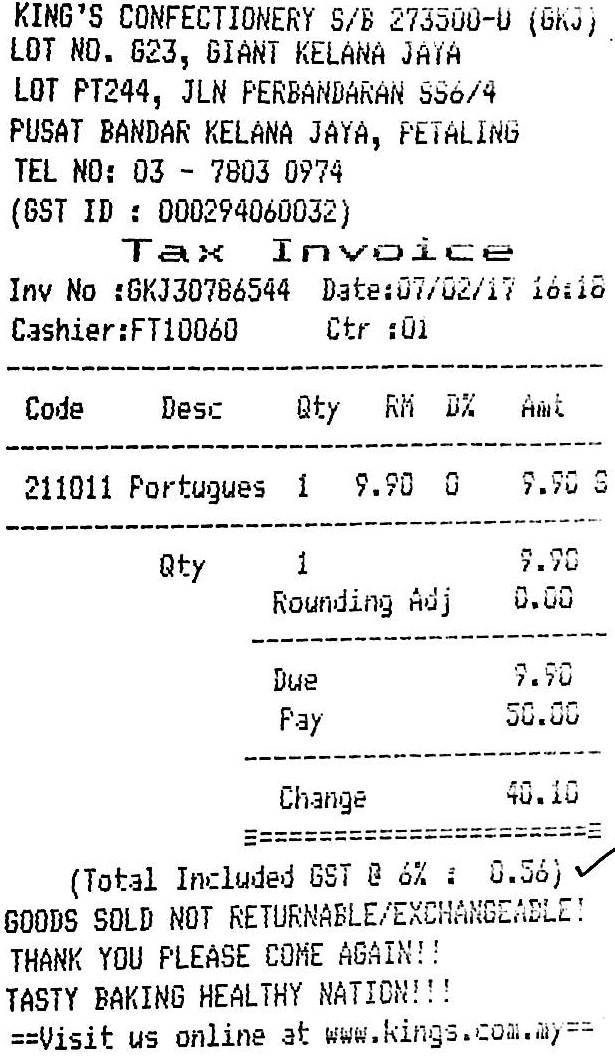 KING'S CONFECTIONERY S/B 273500-U (GKJ)
LOT NO. G23, GIANT KELANA JAYA
LOT PT244, JLN PERBANDARAN SS6/4
PUSAT BANDAR KELANA JAYA, PETALING
TEL NO: 03 - 7803 0974
(GST ID : 000294060032)
Tax Invoice
Inv No :GKJ30786544 Date:07/02/17 16:18
Cashier:FT10060 Ctr :01
Code Desc Qty RM D% Amt
211011 Portugues 1 9.90 0 9.90 S
Qty 1 9.90
Rounding Adj 0.00
Due 9.90
Pay 50.00
Change 40.10
(Total Included GST @ 6% : 0.56)
GOODS SOLD NOT RETURNABLE/EXCHANGEABLE!
THANK YOU PLEASE COME AGAIN!!
TASTY BAKING HEALTHY NATION!!!
==Visit us online at www.kings.com.my==